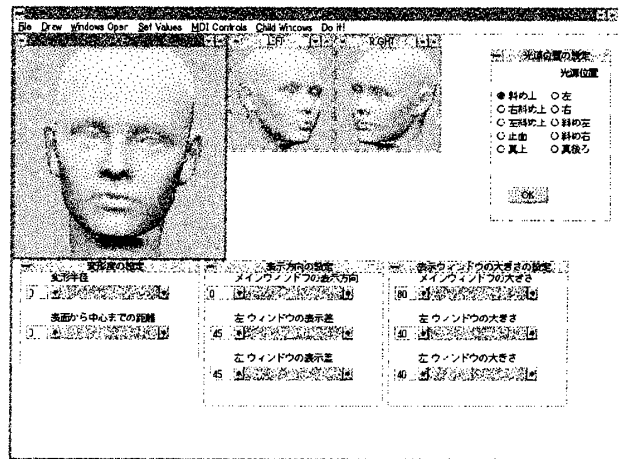 File Draw Windows Oper Set Values MDI Controls Child Windows Do it!
LEFT
RIGHT
光源位置の設定
光源位置
斜め上 左
右斜め上 右
左斜め上 斜め左
正面 斜め右
真上 真後ろ
OK
変形度の設定
変形半径
表面から中心までの距離
表示方向の設定
メインウィンドウの表示方向
0
左 ウィンドウの表示差
45
左 ウィンドウの表示差
45
表示ウィンドウの大きさの設定
メインウィンドウの大きさ
80
左 ウィンドウの大きさ
40
左 ウィンドウの大きさ
40